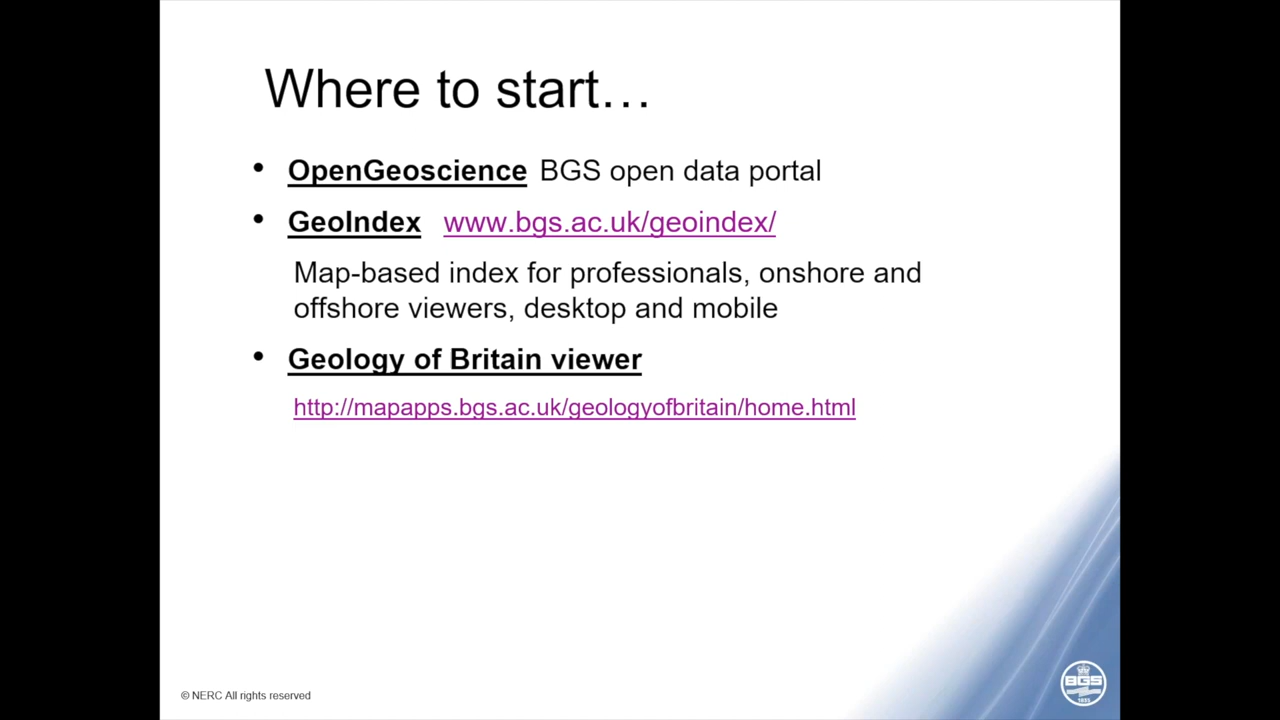 Where to start…
• OpenGeoscience BGS open data portal
• GeoIndex www.bgs.ac.uk/geoindex/
Map-based index for professionals, onshore and
offshore viewers, desktop and mobile
• Geology of Britain viewer
http://mapapps.bgs.ac.uk/geologyofbritain/home.html
© NERC All rights reserved
BGS
1835